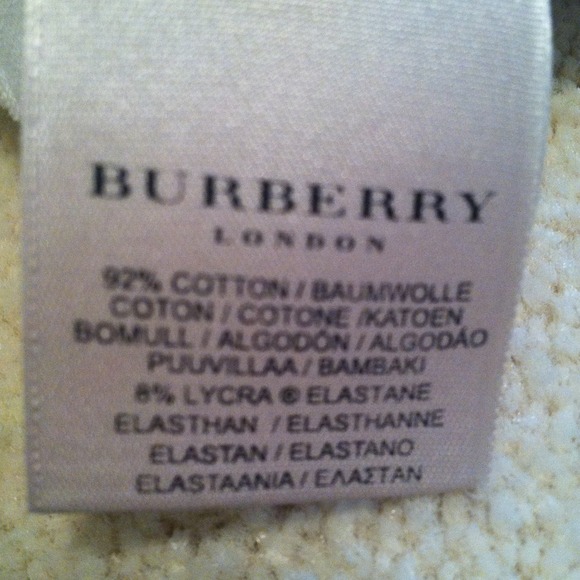 BURBERRY
LONDON
92% COTTON / BAUMWOLLE
COTON / COTONE /KATOEN
BOMULL / ALGODÓN / ALGODÁO
PUUVILLAA / BAMBAKI
8% LYCRA © ELASTANE
ELASTHAN / ELASTHANNE
ELASTAN / ELASTANO
ELASTAANIA / ΕΛΑΣΤΑΝ